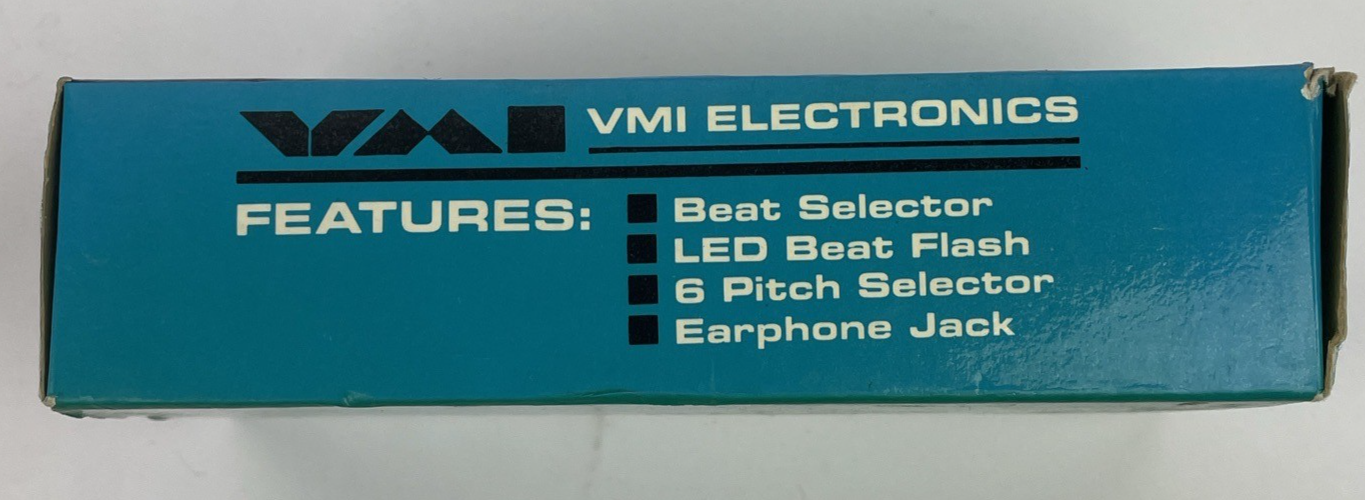 VMI VMI ELECTRONICS
FEATURES:
Beat Selector
LED Beat Flash
6 Pitch Selector
Earphone Jack